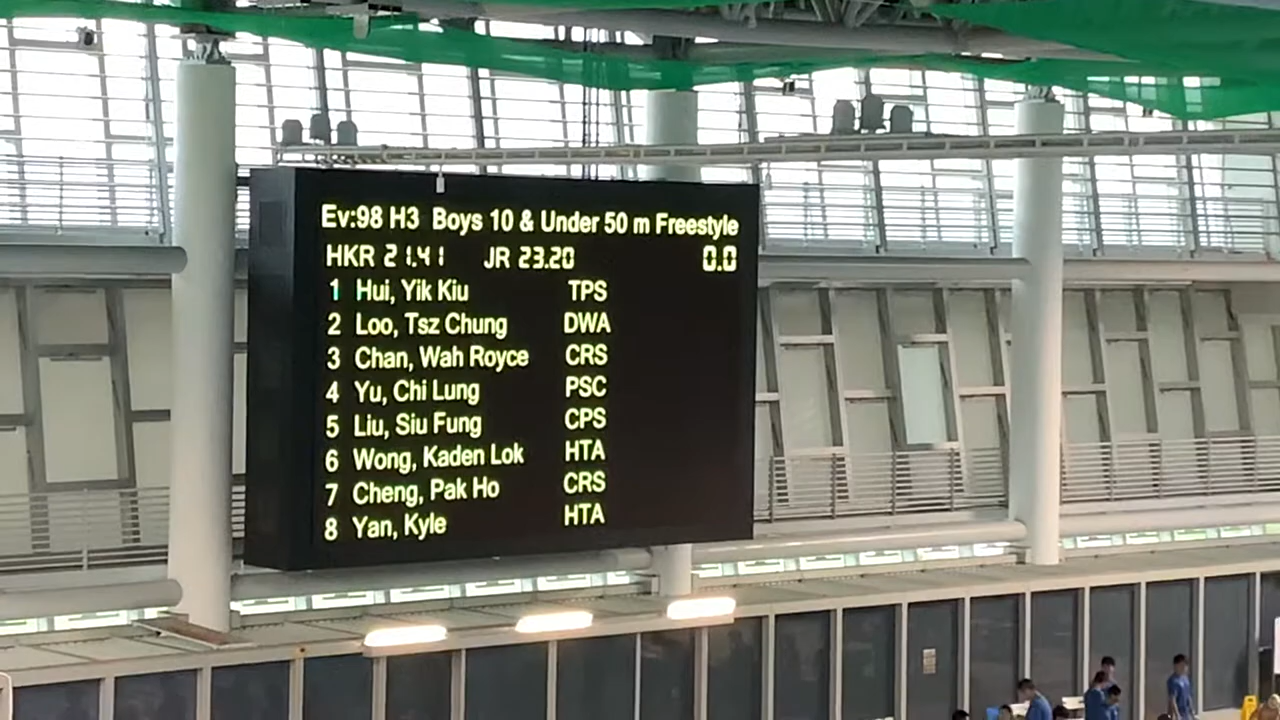 Ev:98 H3 Boys 10 & Under 50 m Freestyle
HKR 21.41 JR 23.20 0.0
1 Hui, Yik Kiu TPS
2 Loo, Tsz Chung DWA
3 Chan, Wah Royce CRS
4 Yu, Chi Lung PSC
5 Liu, Siu Fung CPS
6 Wong, Kaden Lok HTA
7 Cheng, Pak Ho CRS
8 Yan, Kyle HTA